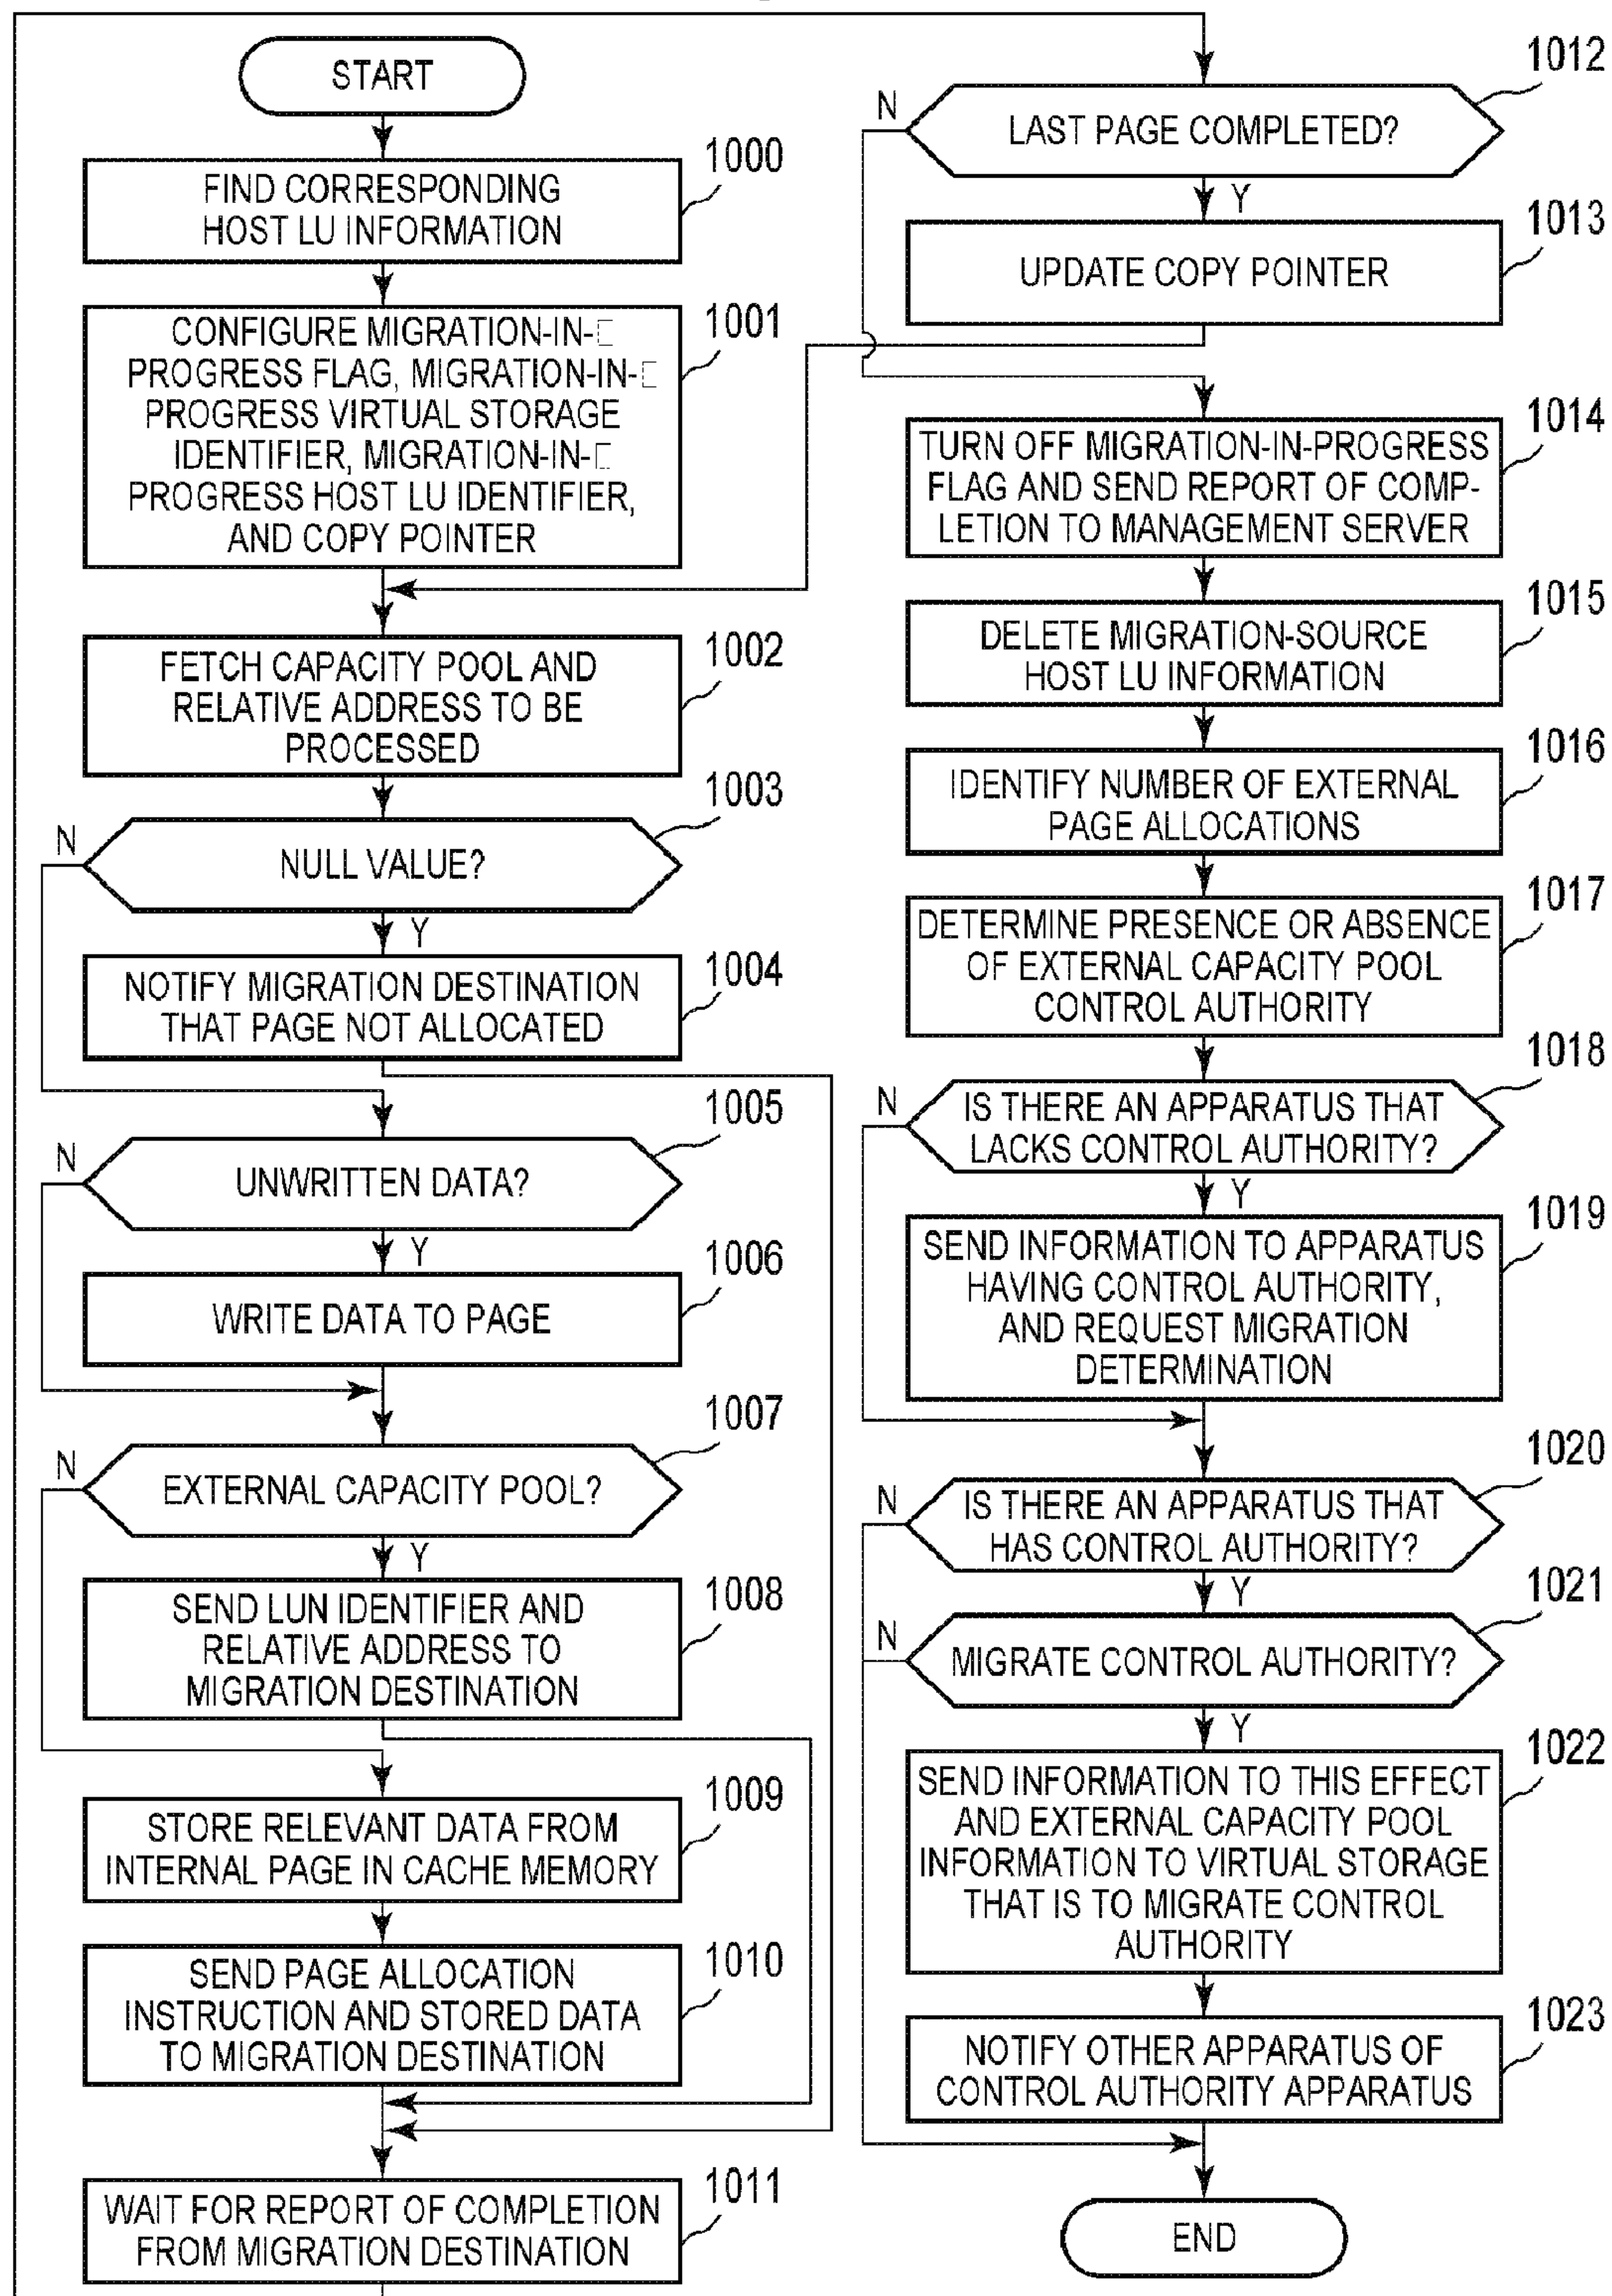 START
1000
FIND CORRESPONDING
HOST LU INFORMATION
1001
CONFIGURE MIGRATION-IN-
PROGRESS FLAG, MIGRATION-IN-
PROGRESS VIRTUAL STORAGE
IDENTIFIER, MIGRATION-IN-
PROGRESS HOST LU IDENTIFIER,
AND COPY POINTER
1002
FETCH CAPACITY POOL AND
RELATIVE ADDRESS TO BE
PROCESSED
1003
N
NULL VALUE?
Y
1004
NOTIFY MIGRATION DESTINATION
THAT PAGE NOT ALLOCATED
1005
N
UNWRITTEN DATA?
Y
1006
WRITE DATA TO PAGE
1007
N
EXTERNAL CAPACITY POOL?
Y
1008
SEND LUN IDENTIFIER AND
RELATIVE ADDRESS TO
MIGRATION DESTINATION
1009
STORE RELEVANT DATA FROM
INTERNAL PAGE IN CACHE MEMORY
1010
SEND PAGE ALLOCATION
INSTRUCTION AND STORED DATA
TO MIGRATION DESTINATION
1011
WAIT FOR REPORT OF COMPLETION
FROM MIGRATION DESTINATION
1012
N
LAST PAGE COMPLETED?
Y
1013
UPDATE COPY POINTER
1014
TURN OFF MIGRATION-IN-PROGRESS
FLAG AND SEND REPORT OF COMP-
LETION TO MANAGEMENT SERVER
1015
DELETE MIGRATION-SOURCE
HOST LU INFORMATION
1016
IDENTIFY NUMBER OF EXTERNAL
PAGE ALLOCATIONS
1017
DETERMINE PRESENCE OR ABSENCE
OF EXTERNAL CAPACITY POOL
CONTROL AUTHORITY
1018
N
IS THERE AN APPARATUS THAT
LACKS CONTROL AUTHORITY?
Y
1019
SEND INFORMATION TO APPARATUS
HAVING CONTROL AUTHORITY,
AND REQUEST MIGRATION
DETERMINATION
1020
N
IS THERE AN APPARATUS THAT
HAS CONTROL AUTHORITY?
Y
1021
N
MIGRATE CONTROL AUTHORITY?
Y
1022
SEND INFORMATION TO THIS EFFECT
AND EXTERNAL CAPACITY POOL
INFORMATION TO VIRTUAL STORAGE
THAT IS TO MIGRATE CONTROL
AUTHORITY
1023
NOTIFY OTHER APPARATUS OF
CONTROL AUTHORITY APPARATUS
END